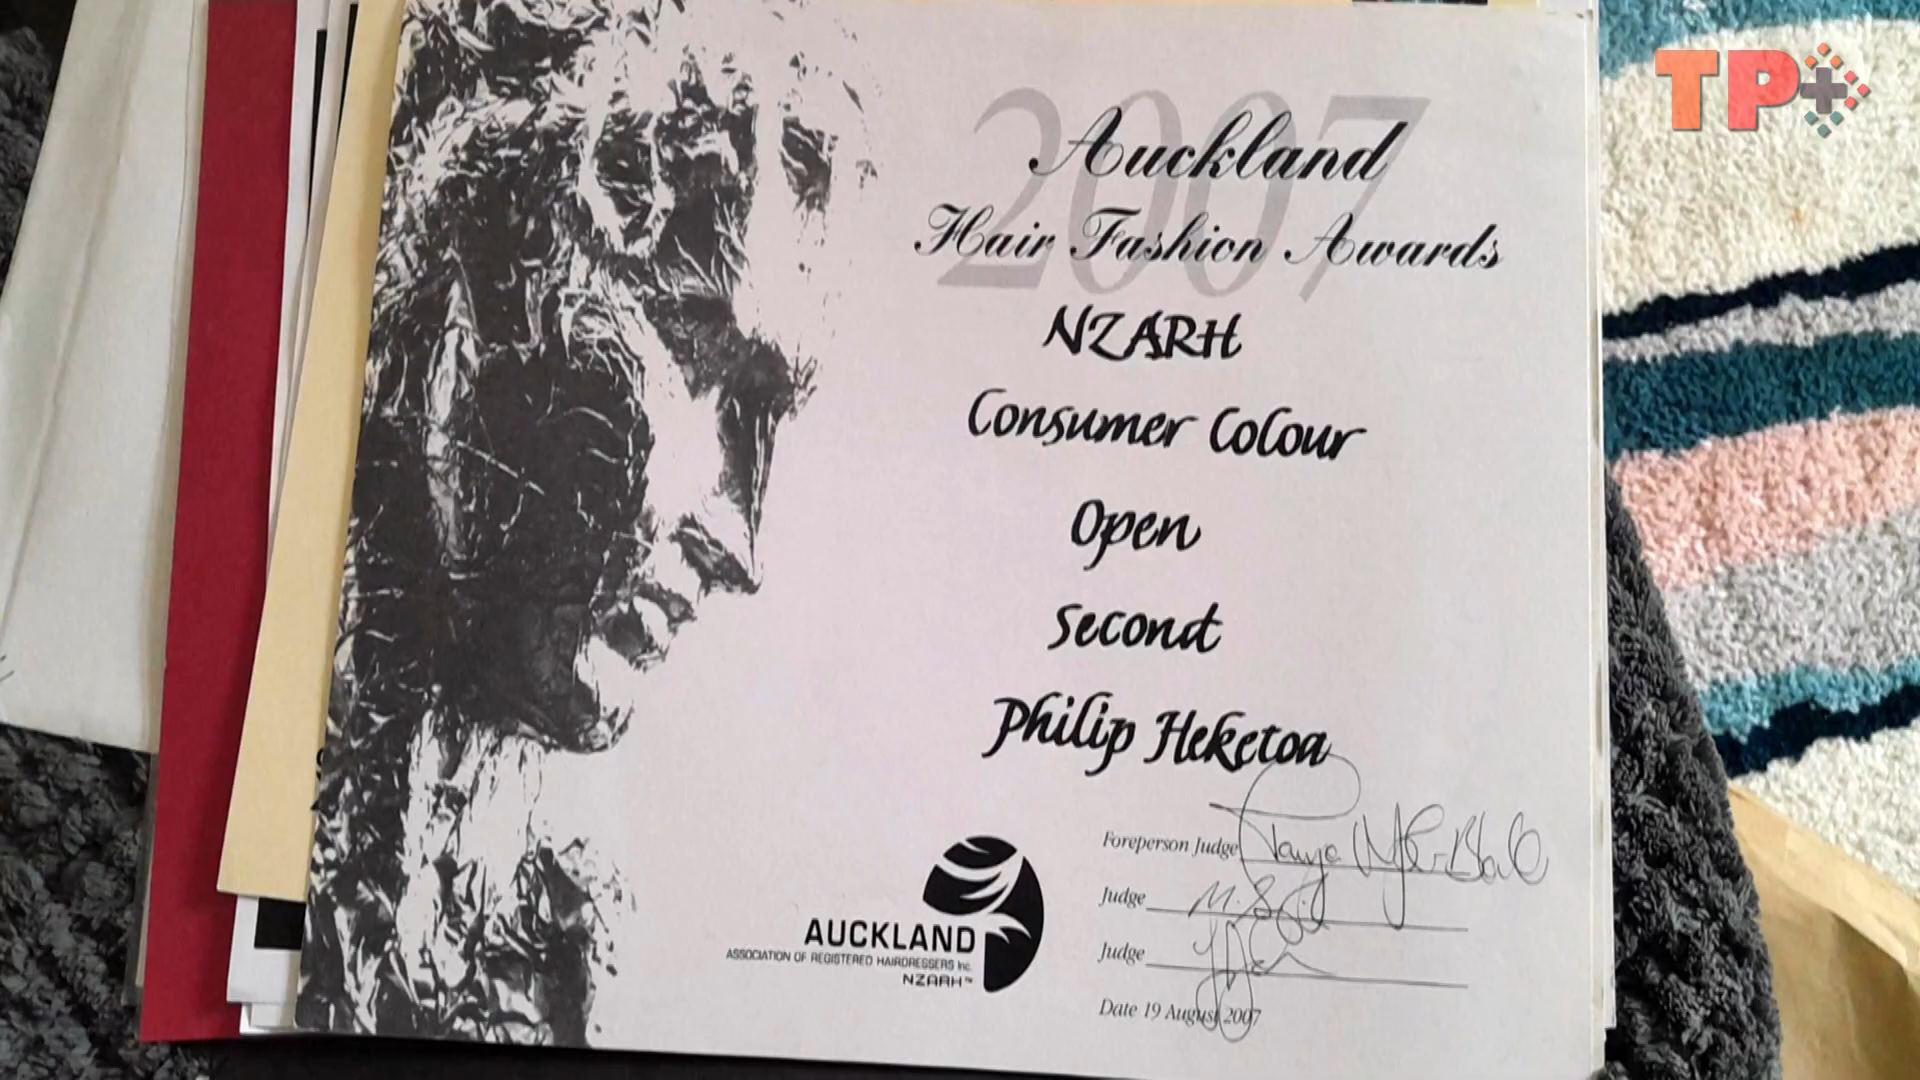 TP+
2007
Auckland
Hair Fashion Awards
NZARH
Consumer Colour
Open
Second
Philip Heketoa
Foreperson Judge
Judge
Judge
Date 19 August 2007
AUCKLAND
ASSOCIATION OF REGISTERED HAIRDRESSERS Inc.
NZARH™